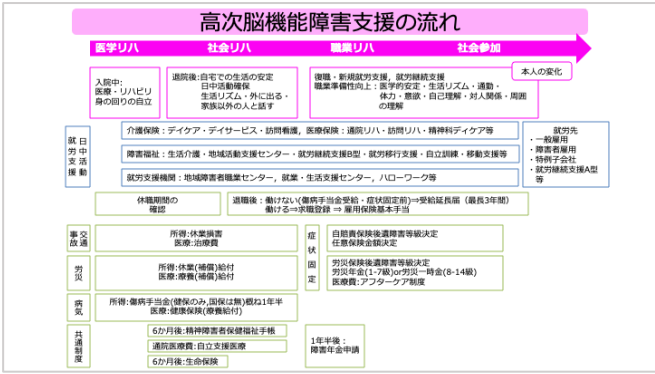 高次脳機能障害支援の流れ
医学リハ
社会リハ
職業リハ
社会参加
本人の変化
入院中:
医療・リハビリ
身の回りの自立
退院後:自宅での生活の安定
日中活動確保
生活リズム・外に出る・
家族以外の人と話す
復職・新規就労支援，就労継続支援
職業準備性向上：医学的安定・生活リズム・通勤・
体力・意欲・自己理解・対人関係・周囲
の理解
日中活動
就労支援
介護保険：デイケア・デイサービス・訪問看護，医療保険：通院リハ・訪問リハ・精神科ディケア等
障害福祉：生活介護・地域活動支援センター・就労継続支援B型・就労移行支援・自立訓練・移動支援等
就労支援機関：地域障害者職業センター，就業・生活支援センター，ハローワーク等
就労先
・一般雇用
・障害者雇用
・特例子会社
・就労継続支援A型
等
休職期間の
確認
退職後：働けない(傷病手当金受給・症状固定前)⇒受給延長届（最長3年間）
働ける⇒求職登録 ⇒ 雇用保険基本手当
交通
事故
所得:休業損害
医療:治療費
症状固定
自賠責保険後遺障害等級決定
任意保険金額決定
労災
所得:休業(補償)給付
医療:療養(補償)給付
労災保険後遺障害等級決定
労災年金(1-7級)or労災一時金(8-14級)
医療費:アフターケア制度
病気
所得:傷病手当金(健保のみ,国保は無)概ね1年半
医療:健康保険(療養給付)
共通制度
6か月後:精神障害者保健福祉手帳
通院医療費:自立支援医療
6か月後:生命保険
1年半後：
障害年金申請